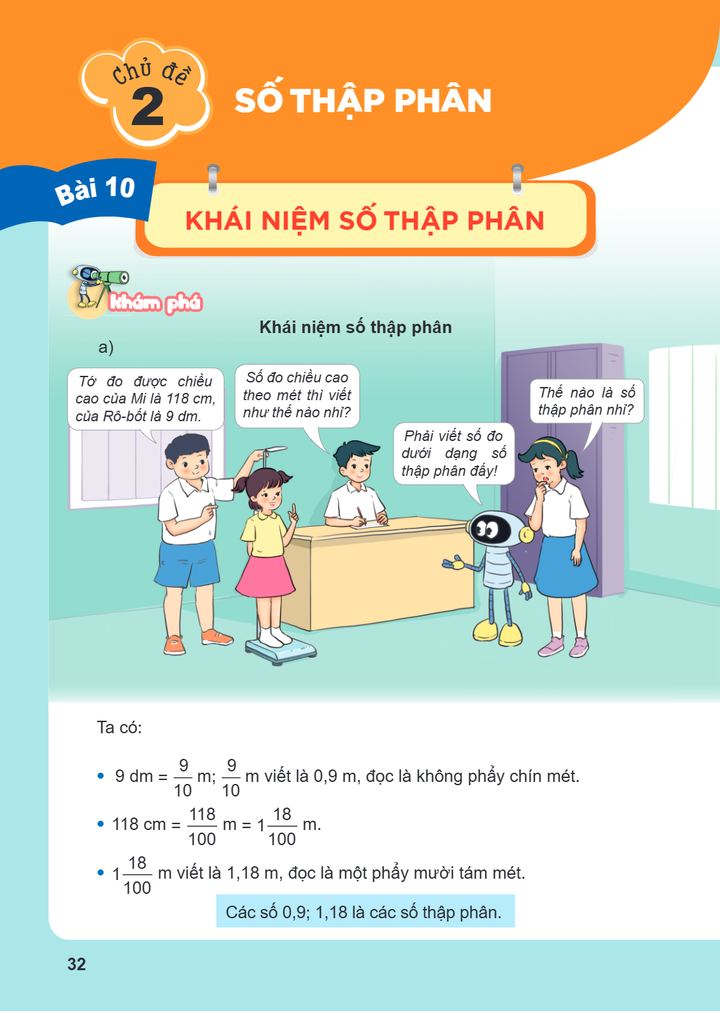 Chủ đề
2
SỐ THẬP PHÂN
Bài 10
KHÁI NIỆM SỐ THẬP PHÂN
Khám phá
Khái niệm số thập phân
a)
Tớ đo được chiều
cao của Mi là 118 cm,
của Rô-bốt là 9 dm.
Số đo chiều cao
theo mét thì viết
như thế nào nhỉ?
Phải viết số đo
dưới dạng số
thập phân đấy!
Thế nào là số
thập phân nhỉ?
Ta có:
• 9 dm = 9/10 m; 9/10 m viết là 0,9 m, đọc là không phẩy chín mét.
• 118 cm = 118/100 m = 1 18/100 m.
• 1 18/100 m viết là 1,18 m, đọc là một phẩy mười tám mét.
Các số 0,9; 1,18 là các số thập phân.
32